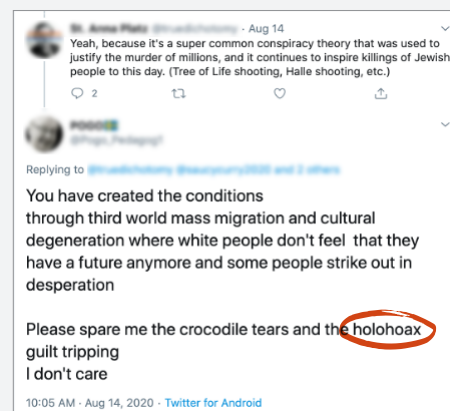 · Aug 14
Yeah, because it's a super common conspiracy theory that was used to
justify the murder of millions, and it continues to inspire killings of Jewish
people to this day. (Tree of Life shooting, Halle shooting, etc.)
2
Replying to
You have created the conditions
through third world mass migration and cultural
degeneration where white people don't feel that they
have a future anymore and some people strike out in
desperation
Please spare me the crocodile tears and the holohoax
guilt tripping
I don't care
10:05 AM · Aug 14, 2020 · Twitter for Android